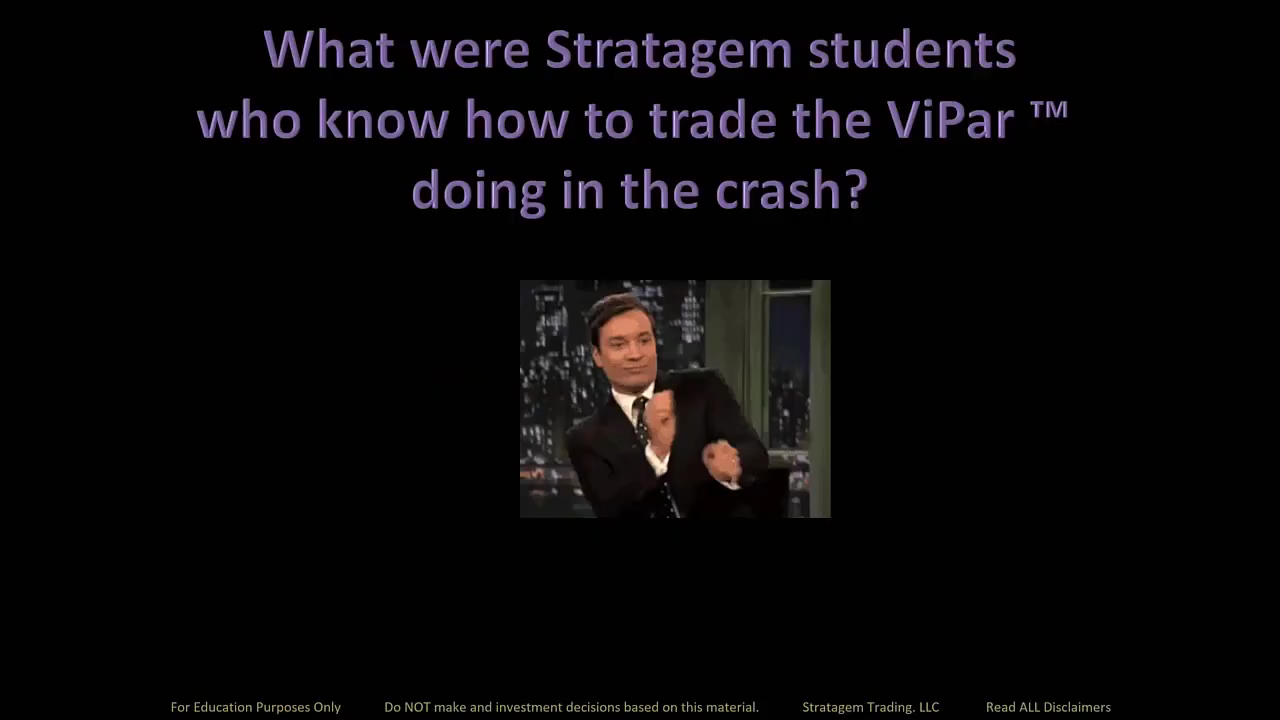 What were Stratagem students
who know how to trade the ViPar ™
doing in the crash?
For Education Purposes Only Do NOT make and investment decisions based on this material. Stratagem Trading. LLC Read ALL Disclaimers